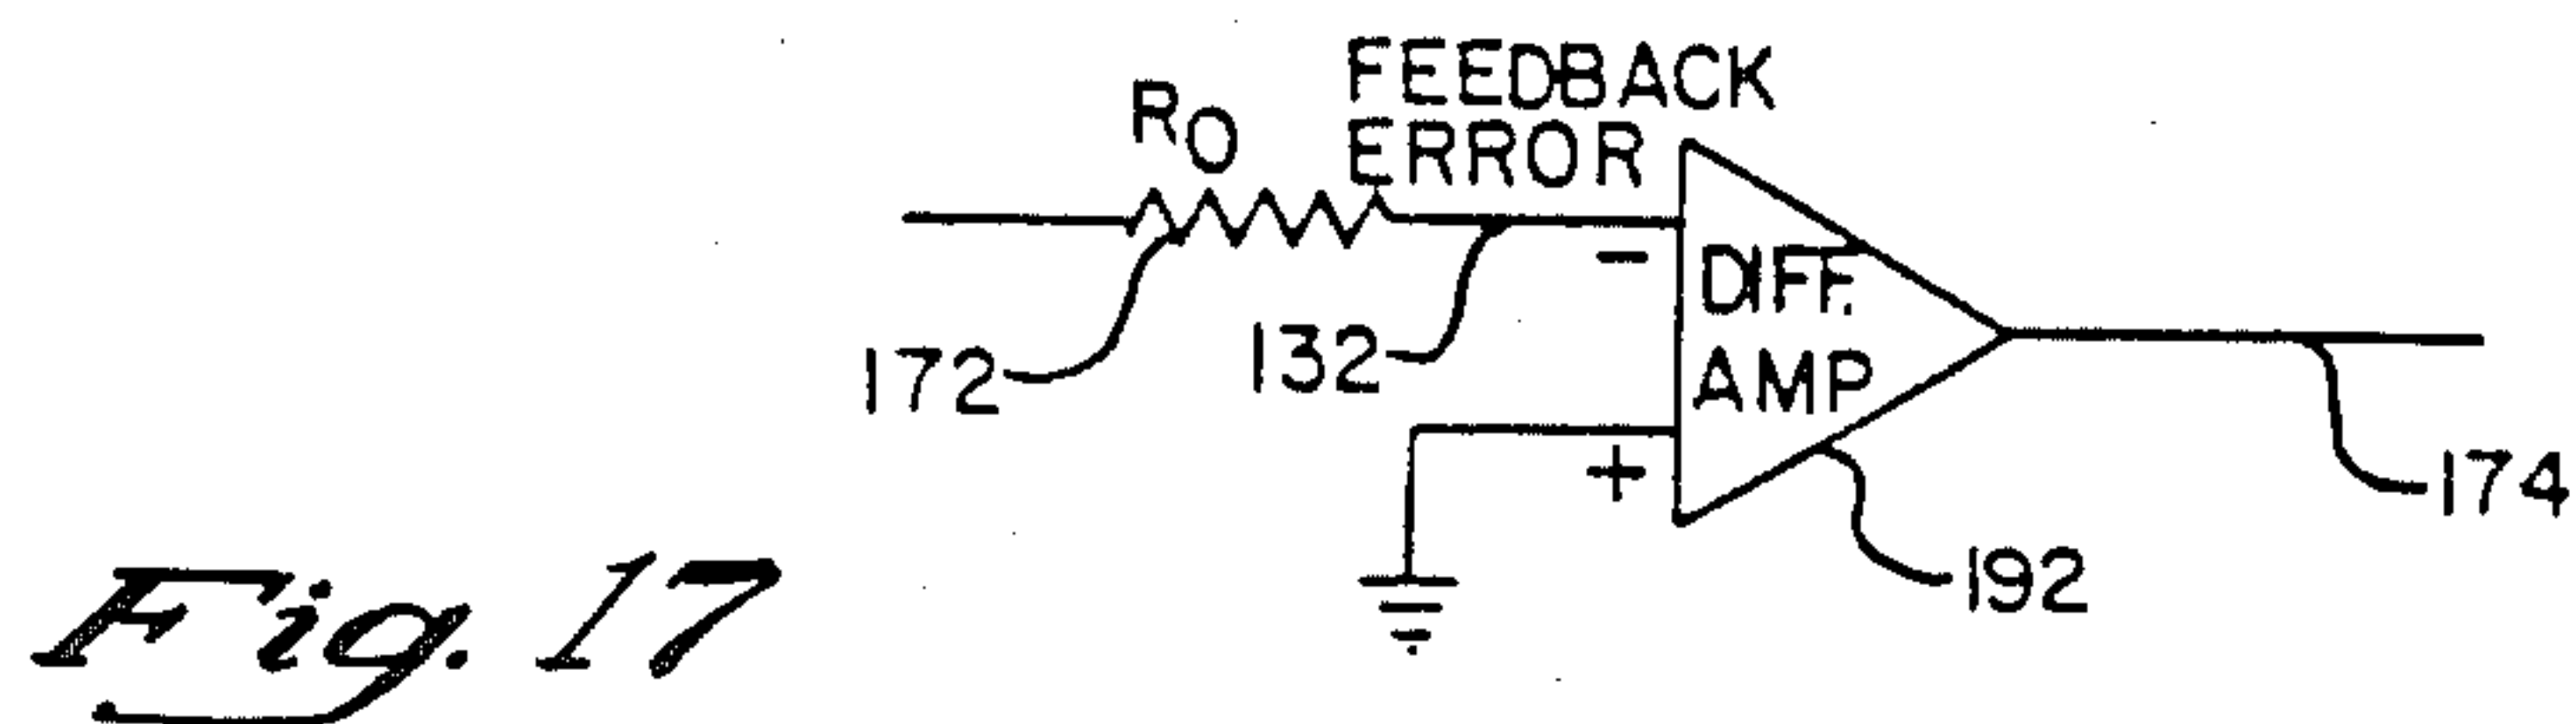 FEEDBACK
ERROR
RO
-
DIFF.
AMP
+
172
132
174
192
Fig. 17